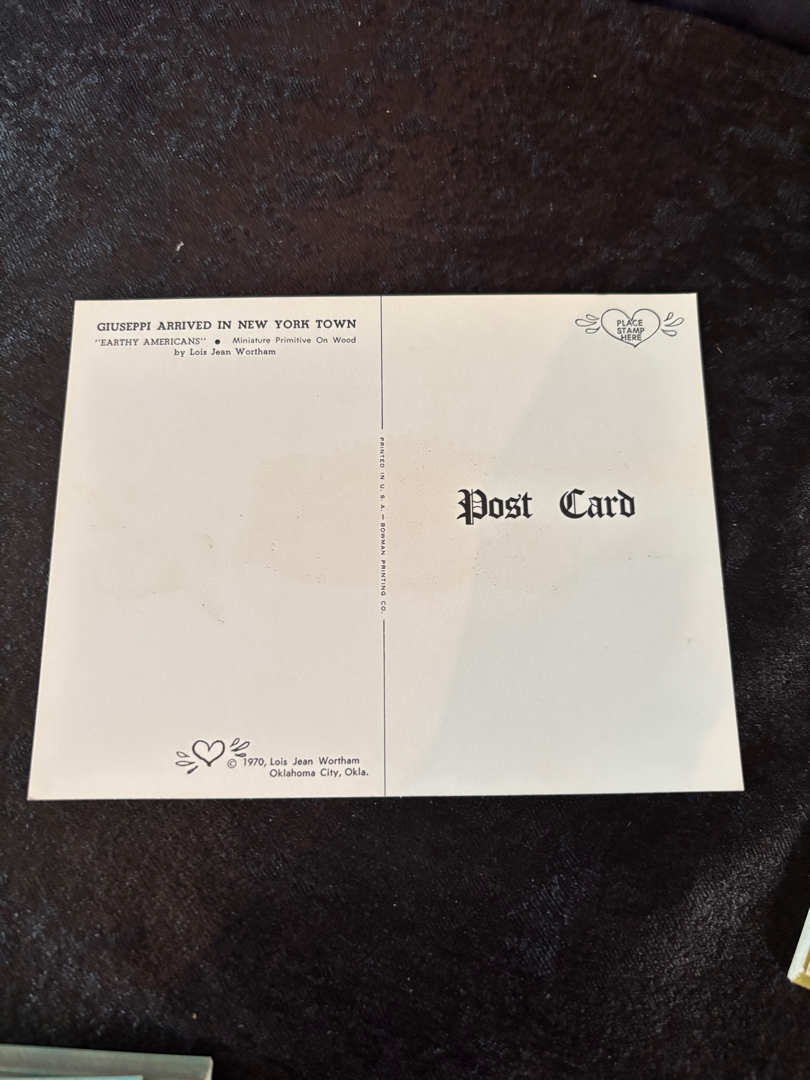 GIUSEPPI ARRIVED IN NEW YORK TOWN
"EARTHY AMERICANS" ● Miniature Primitive On Wood
by Lois Jean Wortham
PLACE
STAMP
HERE
PRINTED IN U. S. A. — BOWMAN PRINTING CO.
Post Card
© 1970, Lois Jean Wortham
Oklahoma City, Okla.